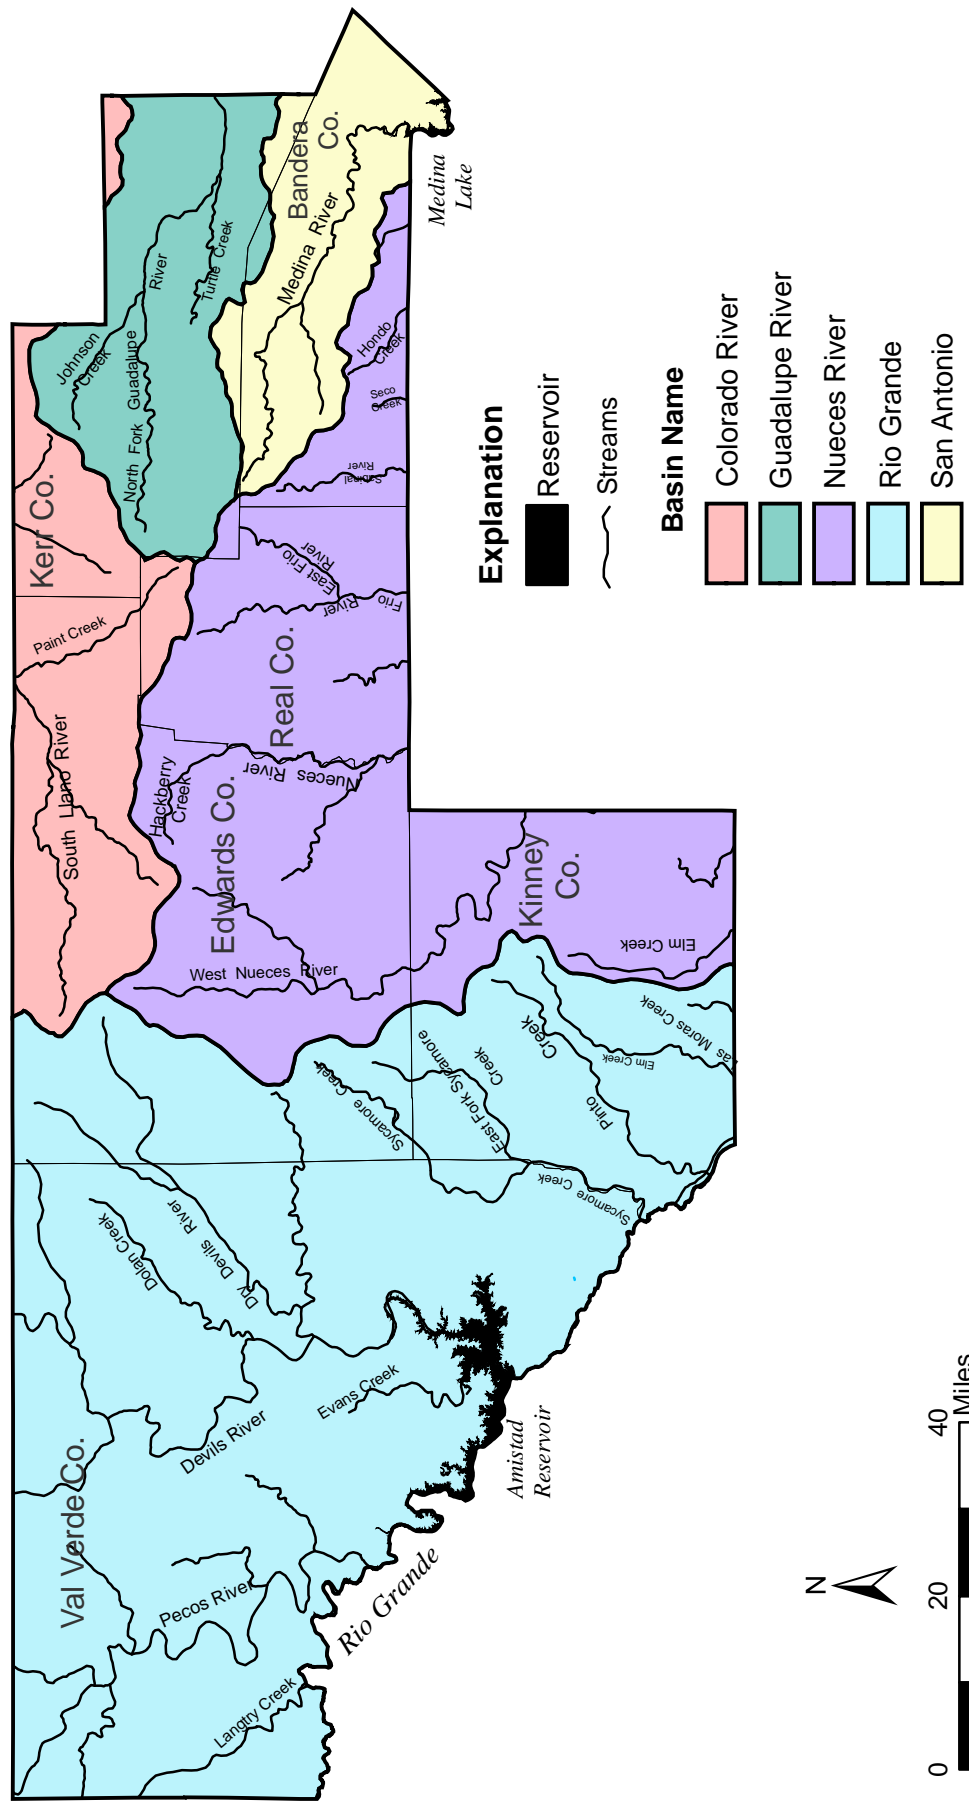 Val Verde Co.
Edwards Co.
Kerr Co.
Real Co.
Bandera
Co.
Kinney
Co.
Langtry Creek
Pecos River
Devils River
Evans Creek
Dolan Creek
Dry Devils River
South Llano River
Paint Creek
Johnson
Creek
North Fork Guadalupe River
Turtle Creek
Medina River
Hondo
Creek
Seco
Creek
Sabinal
River
East Frio
River
Frio River
Hackberry
Creek
Nueces
River
West Nueces River
Sycamore Creek
East Fork Sycamore
Creek
Sycamore Creek
Pinto Creek
Elm Creek
Las Moras Creek
Elm Creek
Rio Grande
Amistad
Reservoir
Medina
Lake
Explanation
Reservoir
Streams
Basin Name
Colorado River
Guadalupe River
Nueces River
Rio Grande
San Antonio
N
0 20 40
Miles